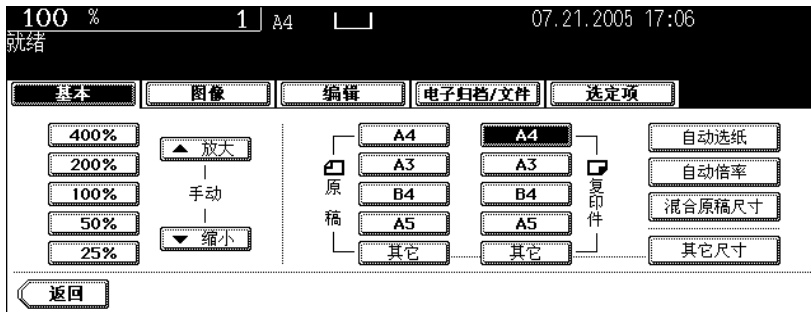 100 % 1 A4 07.21.2005 17:06
就绪
基本 图像 编辑 电子归档/文件 选定项
400% A4 A4 自动选纸
▲ 放大
200% A3 A3 自动倍率
100% 手动 原稿 B4 B4 复印件
混合原稿尺寸
50% A5 A5
▼ 缩小
25% 其它 其它 其它尺寸
返回